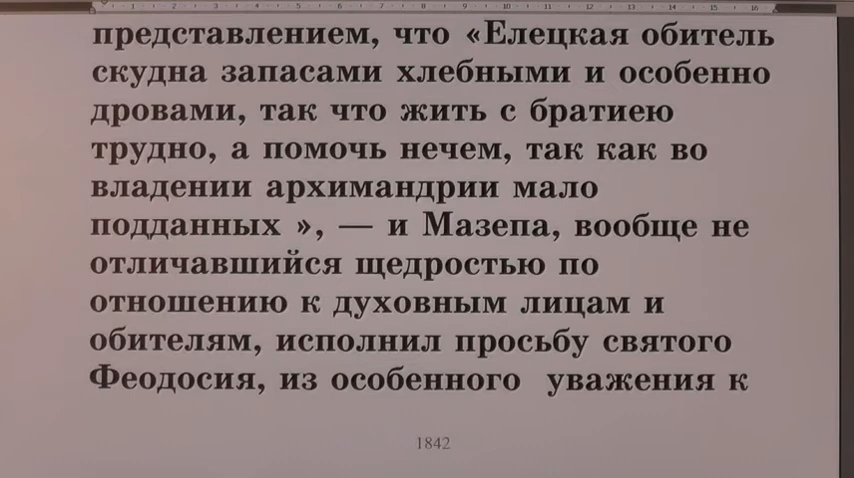 представлением, что «Елецкая обитель
скудна запасами хлебными и особенно
дровами, так что жить с братиею
трудно, а помочь нечем, так как во
владении архимандрии мало
подданных », — и Мазепа, вообще не
отличавшийся щедростью по
отношению к духовным лицам и
обителям, исполнил просьбу святого
Феодосия, из особенного уважения к
1842